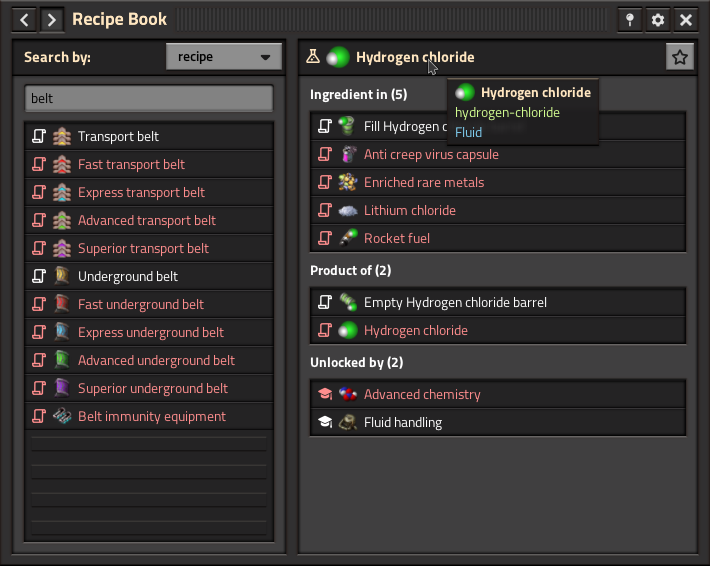 Recipe Book
Search by:
recipe
belt
Transport belt
Fast transport belt
Express transport belt
Advanced transport belt
Superior transport belt
Underground belt
Fast underground belt
Express underground belt
Advanced underground belt
Superior underground belt
Belt immunity equipment
Hydrogen chloride
Hydrogen chloride
hydrogen-chloride
Fluid
Ingredient in (5)
Fill Hydrogen
Anti creep virus capsule
Enriched rare metals
Lithium chloride
Rocket fuel
Product of (2)
Empty Hydrogen chloride barrel
Hydrogen chloride
Unlocked by (2)
Advanced chemistry
Fluid handling